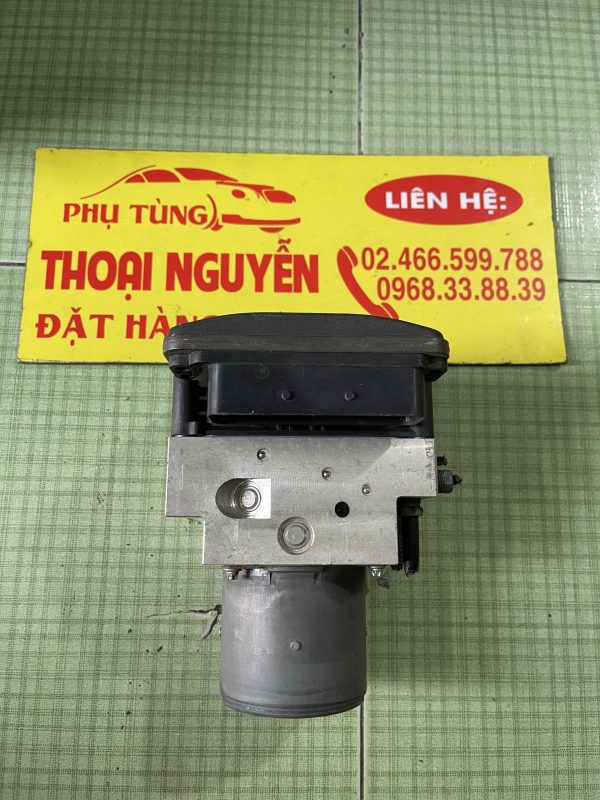 PHỤ TÙNG
THOẠI NGUYỄN
ĐẶT HÀNG
LIÊN HỆ:
02.466.599.788
0968.33.88.39